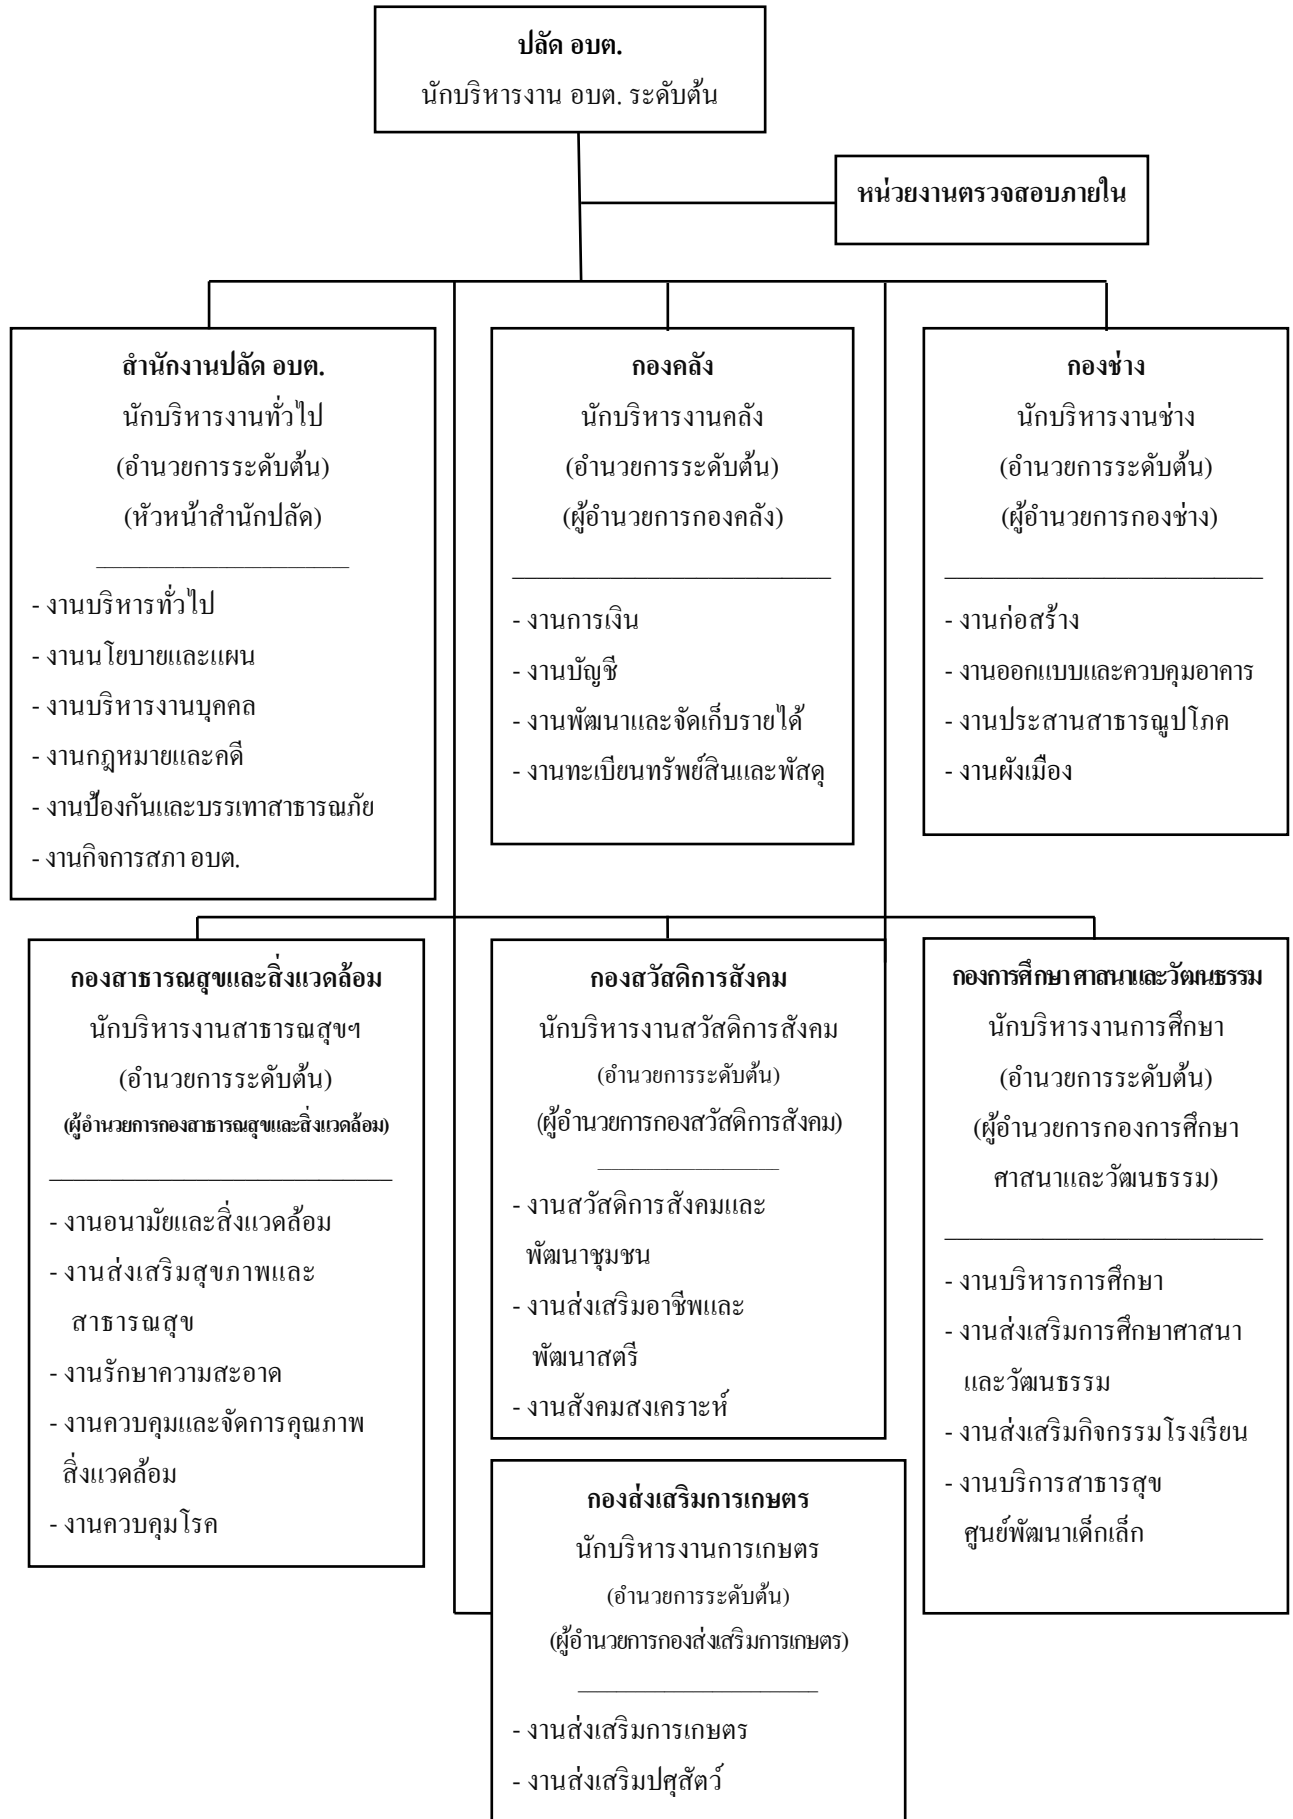 ปลัด อบต.
นักบริหารงาน อบต. ระดับต้น
หน่วยงานตรวจสอบภายใน
สำนักงานปลัด อบต.
นักบริหารงานทั่วไป
(อำนวยการระดับต้น)
(หัวหน้าสำนักปลัด)
- งานบริหารทั่วไป
- งานนโยบายและแผน
- งานบริหารงานบุคคล
- งานกฎหมายและคดี
- งานป้องกันและบรรเทาสาธารณภัย
- งานกิจการสภา อบต.
กองคลัง
นักบริหารงานคลัง
(อำนวยการระดับต้น)
(ผู้อำนวยการกองคลัง)
- งานการเงิน
- งานบัญชี
- งานพัฒนาและจัดเก็บรายได้
- งานทะเบียนทรัพย์สินและพัสดุ
กองช่าง
นักบริหารงานช่าง
(อำนวยการระดับต้น)
(ผู้อำนวยการกองช่าง)
- งานก่อสร้าง
- งานออกแบบและควบคุมอาคาร
- งานประสานสาธารณูปโภค
- งานผังเมือง
กองสาธารณสุขและสิ่งแวดล้อม
นักบริหารงานสาธารณสุขฯ
(อำนวยการระดับต้น)
(ผู้อำนวยการกองสาธารณสุขและสิ่งแวดล้อม)
- งานอนามัยและสิ่งแวดล้อม
- งานส่งเสริมสุขภาพและ
สาธารณสุข
- งานรักษาความสะอาด
- งานควบคุมและจัดการคุณภาพ
สิ่งแวดล้อม
- งานควบคุมโรค
กองสวัสดิการสังคม
นักบริหารงานสวัสดิการสังคม
(อำนวยการระดับต้น)
(ผู้อำนวยการกองสวัสดิการสังคม)
- งานสวัสดิการสังคมและ
พัฒนาชุมชน
- งานส่งเสริมอาชีพและ
พัฒนาสตรี
- งานสังคมสงเคราะห์
กองการศึกษา ศาสนาและวัฒนธรรม
นักบริหารงานการศึกษา
(อำนวยการระดับต้น)
(ผู้อำนวยการกองการศึกษา
ศาสนาและวัฒนธรรม)
- งานบริหารการศึกษา
- งานส่งเสริมการศึกษาศาสนา
และวัฒนธรรม
- งานส่งเสริมกิจกรรมโรงเรียน
- งานบริการสาธารสุข
ศูนย์พัฒนาเด็กเล็ก
กองส่งเสริมการเกษตร
นักบริหารงานการเกษตร
(อำนวยการระดับต้น)
(ผู้อำนวยการกองส่งเสริมการเกษตร)
- งานส่งเสริมการเกษตร
- งานส่งเสริมปศุสัตว์